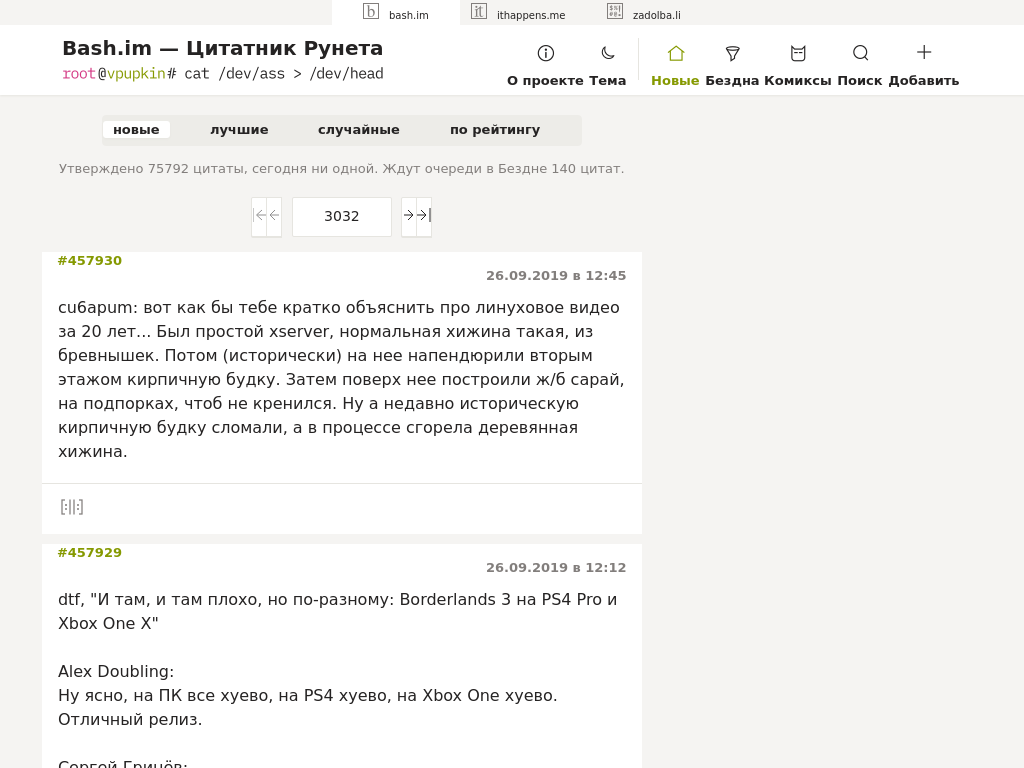 bash.im
ithappens.me
zadolba.li
Bash.im — Цитатник Рунета
root@vpupkin# cat /dev/ass > /dev/head
О проекте Тема Новые Бездна Комиксы Поиск Добавить
новые лучшие случайные по рейтингу
Утверждено 75792 цитаты, сегодня ни одной. Ждут очереди в Бездне 140 цитат.
3032
#457930
26.09.2019 в 12:45
cu6apum: вот как бы тебе кратко объяснить про линуховое видео
за 20 лет... Был простой xserver, нормальная хижина такая, из
бревнышек. Потом (исторически) на нее напендюрили вторым
этажом кирпичную будку. Затем поверх нее построили ж/б сарай,
на подпорках, чтоб не кренился. Ну а недавно историческую
кирпичную будку сломали, а в процессе сгорела деревянная
хижина.
#457929
26.09.2019 в 12:12
dtf, "И там, и там плохо, но по-разному: Borderlands 3 на PS4 Pro и
Xbox One X"
Alex Doubling:
Ну ясно, на ПК все хуево, на PS4 хуево, на Xbox One хуево.
Отличный релиз.
Сергей Гричёв: